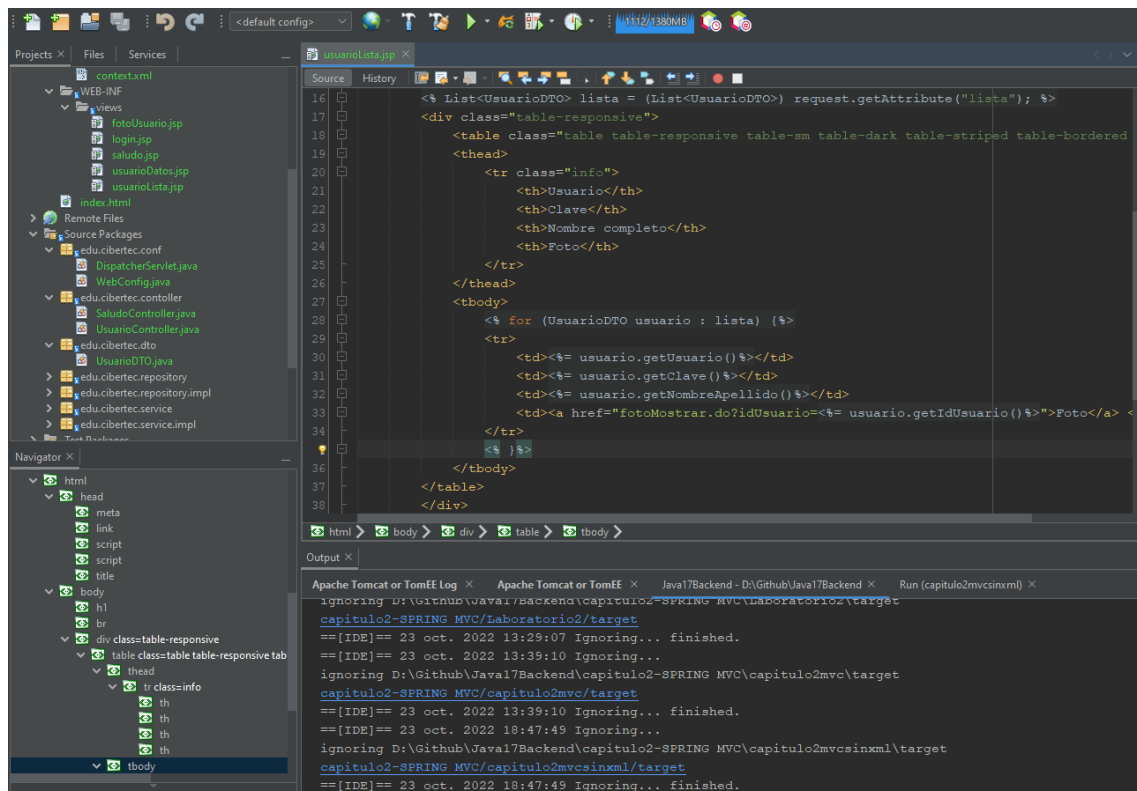 <default config>
1112/1380MB
Projects
Files
Services
context.xml
WEB-INF
views
fotoUsuario.jsp
login.jsp
saludo.jsp
usuarioDatos.jsp
usuarioLista.jsp
index.html
Remote Files
Source Packages
edu.cibertec.conf
DispatcherServlet.java
WebConfig.java
edu.cibertec.contoller
SaludoController.java
UsuarioController.java
edu.cibertec.dto
UsuarioDTO.java
edu.cibertec.repository
edu.cibertec.repository.impl
edu.cibertec.service
edu.cibertec.service.impl
Test Packages
Navigator
html
head
meta
link
script
script
title
body
h1
br
div class=table-responsive
table class=table table-responsive tab
thead
tr class=info
th
th
th
th
tbody
usuarioLista.jsp
Source History
16 <% List<UsuarioDTO> lista = (List<UsuarioDTO>) request.getAttribute("lista"); %>
17 <div class="table-responsive">
18 <table class="table table-responsive table-sm table-dark table-striped table-bordered
19 <thead>
20 <tr class="info">
21 <th>Usuario</th>
22 <th>Clave</th>
23 <th>Nombre completo</th>
24 <th>Foto</th>
25 </tr>
26 </thead>
27 <tbody>
28 <% for (UsuarioDTO usuario : lista) {%>
29 <tr>
30 <td><%= usuario.getUsuario()%></td>
31 <td><%= usuario.getClave()%></td>
32 <td><%= usuario.getNombreApellido()%></td>
33 <td><a href="fotoMostrar.do?idUsuario=<%= usuario.getIdUsuario()%>">Foto</a> <
34 </tr>
<% }%>
36 </tbody>
37 </table>
38 </div>
html body div table tbody
Output
Apache Tomcat or TomEE Log Apache Tomcat or TomEE Java17Backend - D:\Github\Java17Backend Run (capitulo2mvcsinxml)
ignoring D:\Github\Java17Backend\capitulo2-SPRING MVC\Laboratorio2\target
capitulo2-SPRING MVC/Laboratorio2/target
==[IDE]== 23 oct. 2022 13:29:07 Ignoring... finished.
==[IDE]== 23 oct. 2022 13:39:10 Ignoring...
ignoring D:\Github\Java17Backend\capitulo2-SPRING MVC\capitulo2mvc\target
capitulo2-SPRING MVC/capitulo2mvc/target
==[IDE]== 23 oct. 2022 13:39:10 Ignoring... finished.
==[IDE]== 23 oct. 2022 18:47:49 Ignoring...
ignoring D:\Github\Java17Backend\capitulo2-SPRING MVC\capitulo2mvcsinxml\target
capitulo2-SPRING MVC/capitulo2mvcsinxml/target
==[IDE]== 23 oct. 2022 18:47:49 Ignoring... finished.